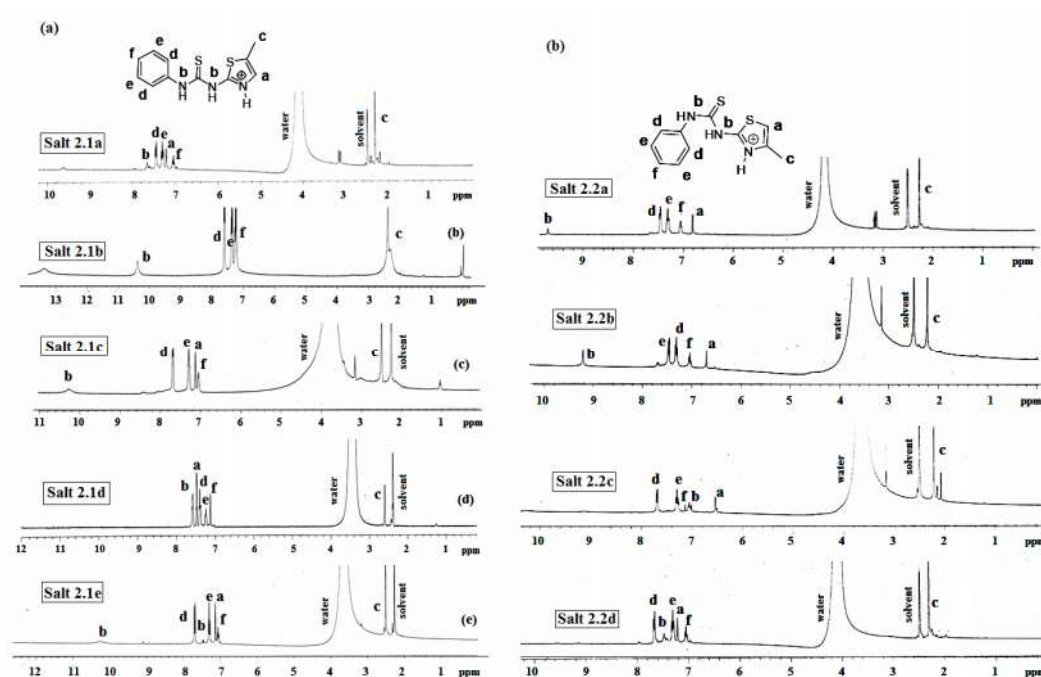 (a)
c
e
f
d
S
b
b
S
a
e
d
N
H
N
H
N
H
Salt 2.1a
b
d
e
a
f
water
solvent
c
10 9 8 7 6 5 4 3 2 1 ppm
Salt 2.1b
b
d
e
f
c
(b)
13 12 11 10 9 8 7 6 5 4 3 2 1 ppm
Salt 2.1c
b
d
e
a
f
water
c
solvent
(c)
11 10 9 8 7 6 5 4 3 2 1 ppm
Salt 2.1d
b
a
d
e
f
water
c
solvent
(d)
12 11 10 9 8 7 6 5 4 3 2 1 ppm
Salt 2.1e
b
d
b
e
a
f
water
c
solvent
(e)
12 11 10 9 8 7 6 5 4 3 2 1 ppm
(b)
b
S
d
HN
b
S
a
e
d
HN
f
e
N
H
c
Salt 2.2a
b
d
e
f
a
water
solvent
c
9 8 7 6 5 4 3 2 1 ppm
Salt 2.2b
b
e
d
f
a
water
solvent
c
10 9 8 7 6 5 4 3 2 1 ppm
Salt 2.2c
d
e
f
b
a
water
solvent
c
10 9 8 7 6 5 4 3 2 1 ppm
Salt 2.2d
d
b
e
a
f
water
solvent
c
9 8 7 6 5 4 3 2 1 ppm